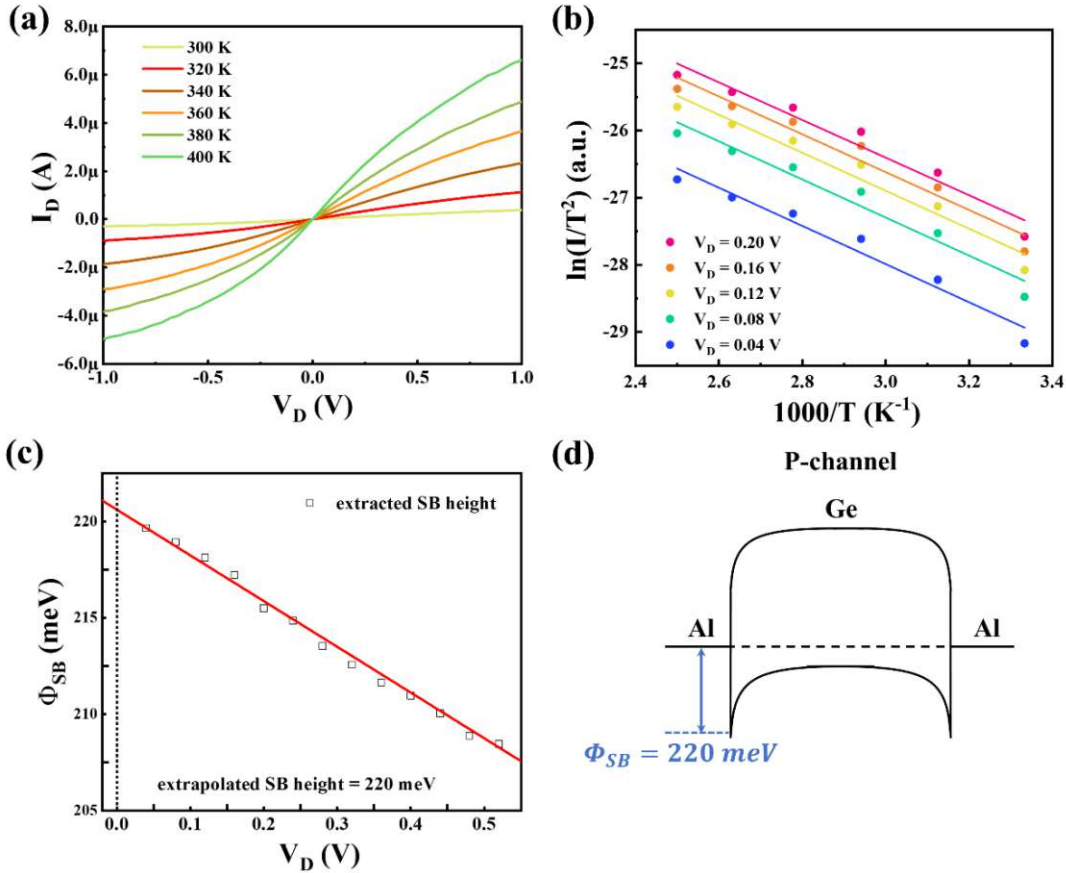 (a)
8.0μ
6.0μ
4.0μ
2.0μ
0.0
-2.0μ
-4.0μ
-6.0μ
I_D (A)
300 K
320 K
340 K
360 K
380 K
400 K
-1.0 -0.5 0.0 0.5 1.0
V_D (V)
(b)
-25
-26
-27
-28
-29
ln(I/T²) (a.u.)
V_D = 0.20 V
V_D = 0.16 V
V_D = 0.12 V
V_D = 0.08 V
V_D = 0.04 V
2.4 2.6 2.8 3.0 3.2 3.4
1000/T (K⁻¹)
(c)
220
215
210
205
Φ_SB (meV)
extracted SB height
extrapolated SB height = 220 meV
0.0 0.1 0.2 0.3 0.4 0.5
V_D (V)
(d)
P-channel
Ge
Al Al
Φ_SB = 220 meV